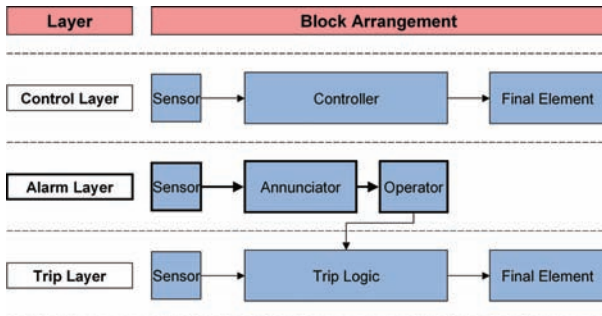 Layer Block Arrangement
Control Layer Sensor Controller Final Element
Alarm Layer Sensor Annunciator Operator
Trip Layer Sensor Trip Logic Final Element